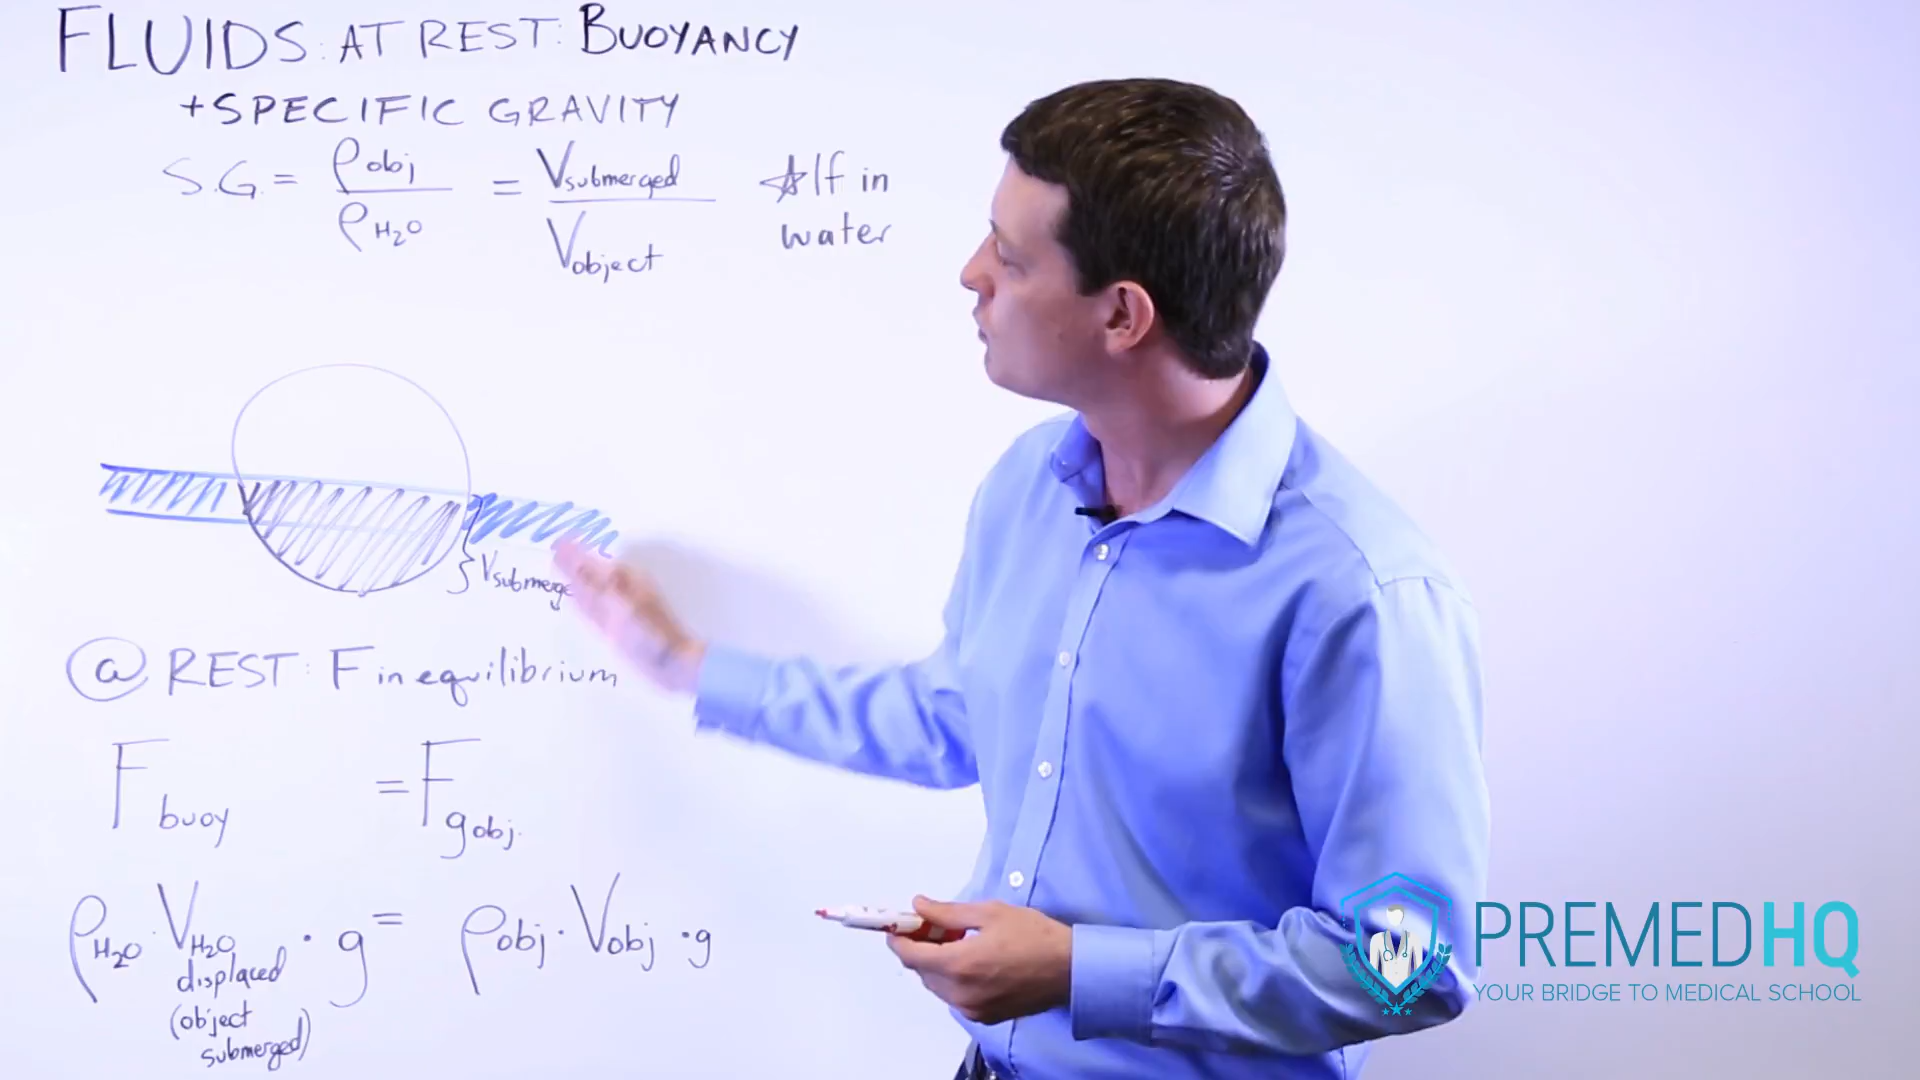 FLUIDS: AT REST: BUOYANCY
+ SPECIFIC GRAVITY
S.G. = ρobj / ρH₂O = Vsubmerged / Vobject ☆If in water
Vsubmerge
@ REST: F in equilibrium
Fbuoy = Fg obj.
ρH₂O · VH₂O displaced (object submerged) · g = ρobj · Vobj · g
PREMEDHQ
YOUR BRIDGE TO MEDICAL SCHOOL